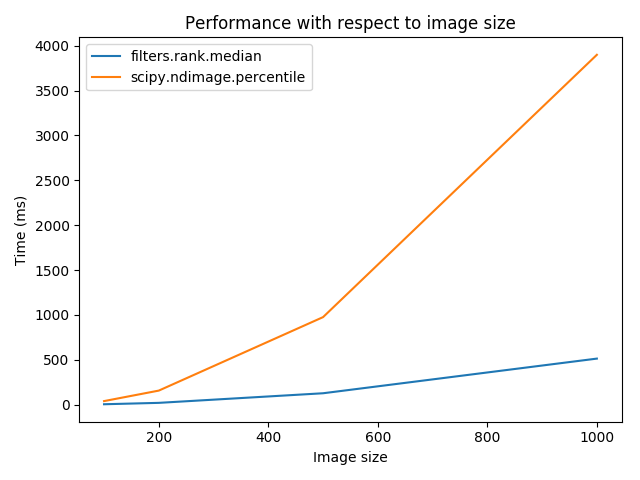 Performance with respect to image size
filters.rank.median
scipy.ndimage.percentile
Time (ms)
4000
3500
3000
2500
2000
1500
1000
500
0
200 400 600 800 1000
Image size